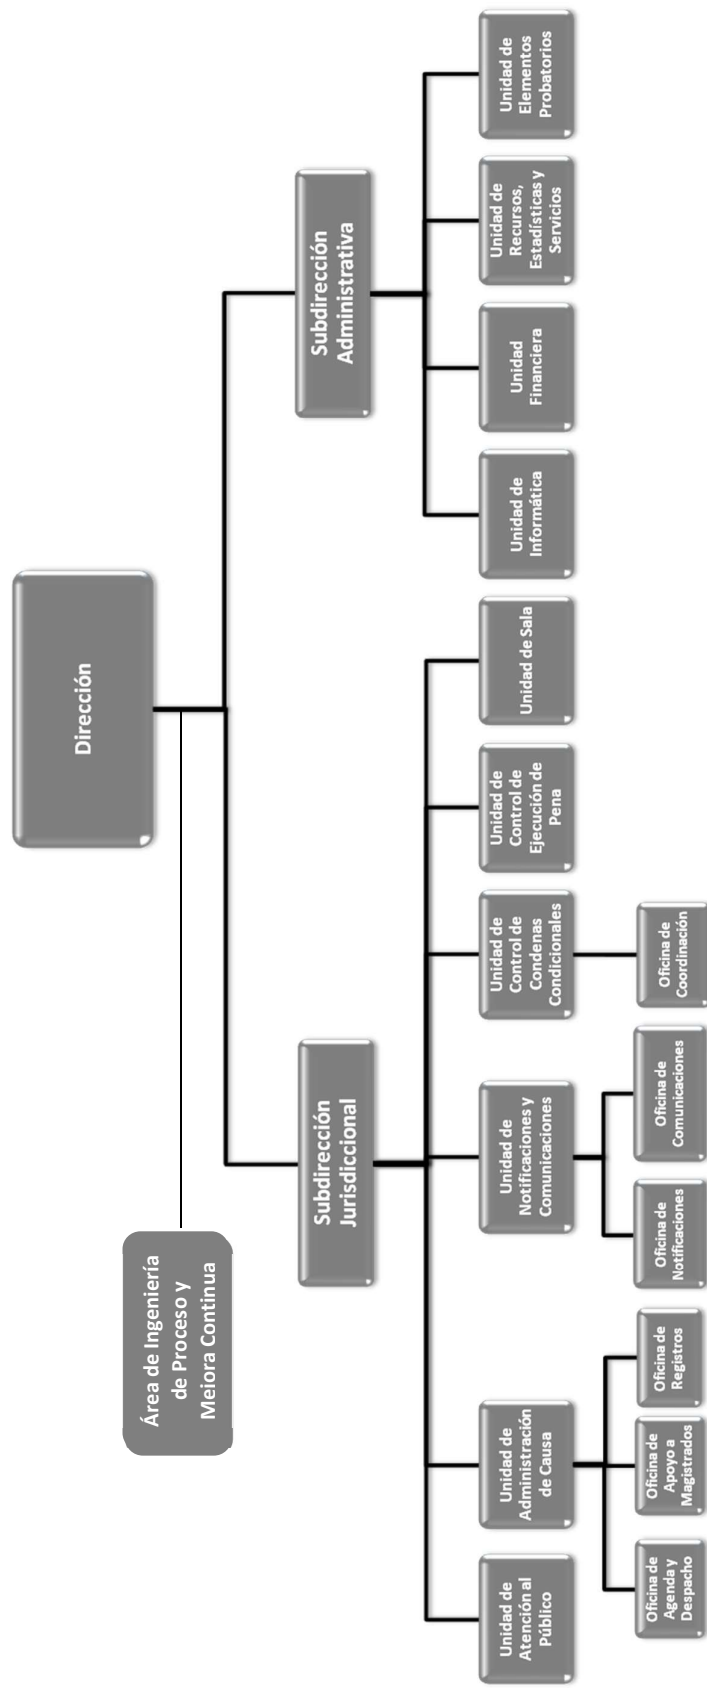 Dirección
Área de Ingeniería
de Proceso y
Meiora Continua
Subdirección
Jurisdiccional
Subdirección
Administrativa
Unidad de
Atención al
Público
Unidad de
Administración
de Causa
Unidad de
Notificaciones y
Comunicaciones
Unidad de
Control de
Condenas
Condicionales
Unidad de
Control de
Ejecución de
Pena
Unidad de Sala
Unidad de
Informática
Unidad
Financiera
Unidad de
Recursos,
Estadísticas y
Servicios
Unidad de
Elementos
Probatorios
Oficina de
Agenda y
Despacho
Oficina de
Apoyo a
Magistrados
Oficina de
Registros
Oficina de
Notificaciones
Oficina de
Comunicaciones
Oficina de
Coordinación